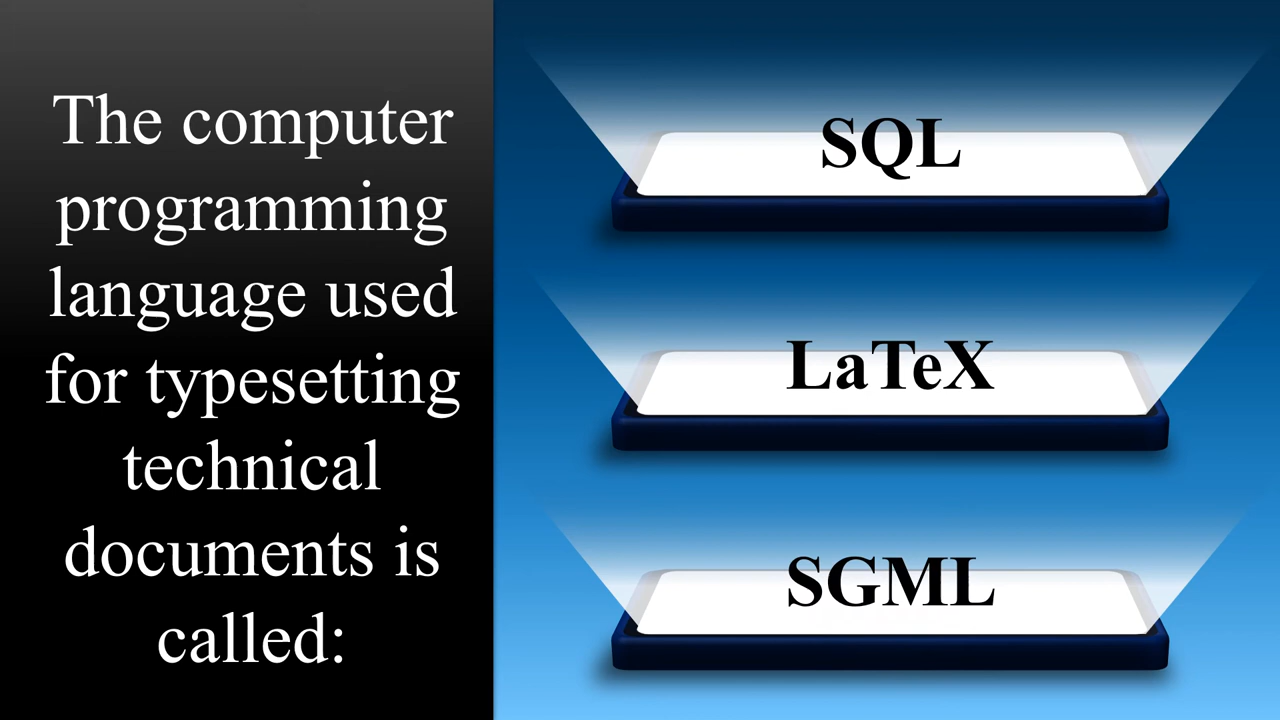 The computer
programming
language used
for typesetting
technical
documents is
called:
SQL
LaTeX
SGML